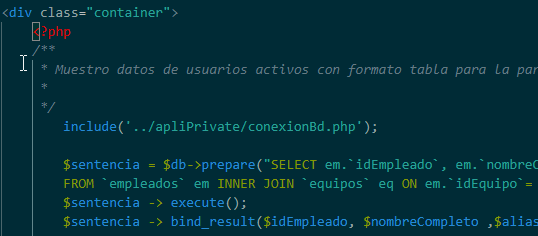 <div class="container">
<?php
/**
* Muestro datos de usuarios activos con formato tabla para la
*
*/
include('../apliPrivate/conexionBd.php');
$sentencia = $db->prepare("SELECT em.`idEmpleado`, em.`nombreC
FROM `empleados` em INNER JOIN `equipos` eq ON em.`idEquipo`=
$sentencia -> execute();
$sentencia -> bind_result($idEmpleado, $nombreCompleto ,$alias